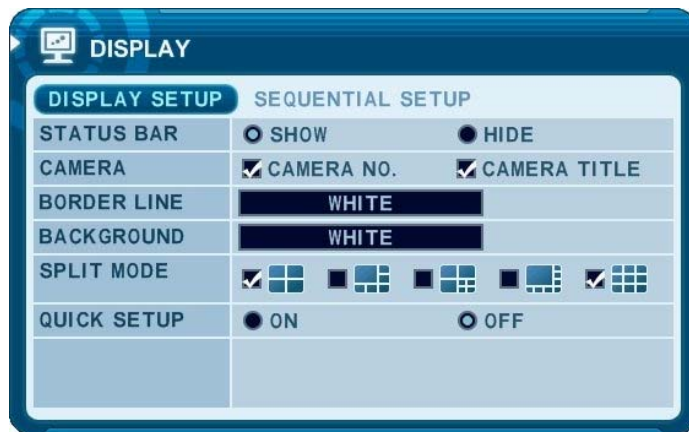 DISPLAY
DISPLAY SETUP SEQUENTIAL SETUP
STATUS BAR SHOW HIDE
CAMERA CAMERA NO. CAMERA TITLE
BORDER LINE WHITE
BACKGROUND WHITE
SPLIT MODE
QUICK SETUP ON OFF